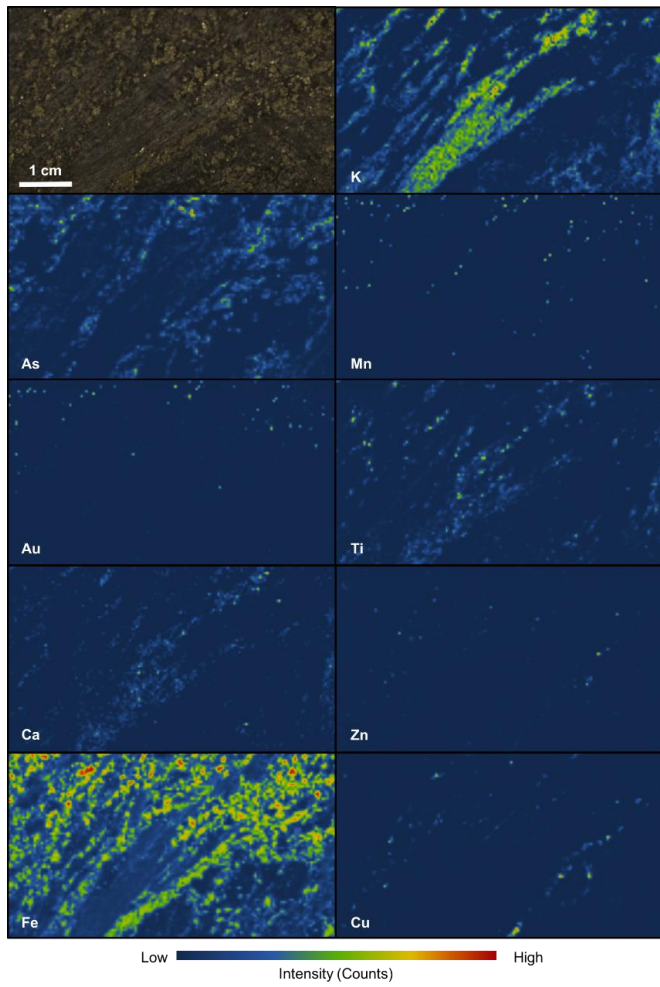 1 cm
K
As
Mn
Au
Ti
Ca
Zn
Fe
Cu
Low High
Intensity (Counts)